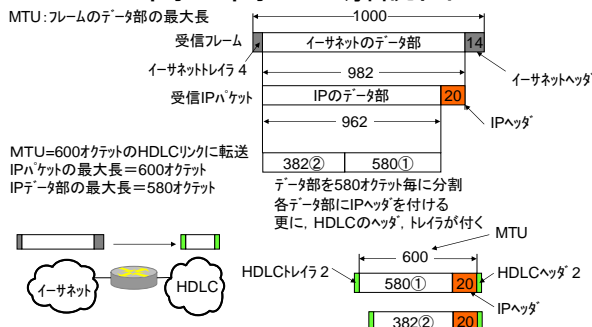 MTU:フレームのデータ部の最大長
1000
受信フレーム
イーサネットのデータ部
14
イーサネットトレイラ 4
982
イーサネットヘッダ
受信IPパケット
IPのデータ部
20
962
IPヘッダ
MTU=600オクテットのHDLCリンクに転送
IPパケットの最大長=600オクテット
IPデータ部の最大長=580オクテット
382②
580①
データ部を580オクテット毎に分割
各データ部にIPヘッダを付ける
更に, HDLCのヘッダ, トレイラが付く
MTU
600
HDLCトレイラ 2
580①
20
HDLCヘッダ 2
イーサネット
HDLC
IPヘッダ
382②
20